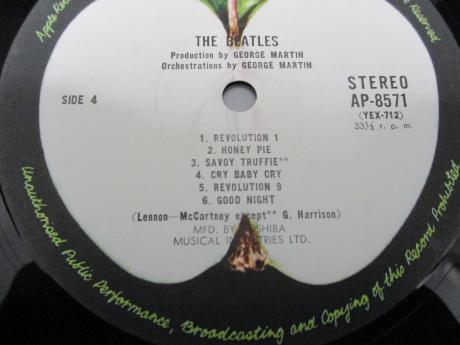 Apple Rec
Reserved
THE BEATLES
Production by GEORGE MARTIN
Orchestrations by GEORGE MARTIN
SIDE 4
STEREO
AP-8571
(YEX-712)
33⅓ r. p. m.
1. REVOLUTION 1
2. HONEY PIE
3. SAVOY TRUFFIE**
4. CRY BABY CRY
5. REVOLUTION 9
6. GOOD NIGHT
(Lennon—McCartney except** G. Harrison)
MFD. BY TOSHIBA
MUSICAL INDUSTRIES LTD.
Unauthorised Public Performance, Broadcasting and Copying of this Record Prohibited